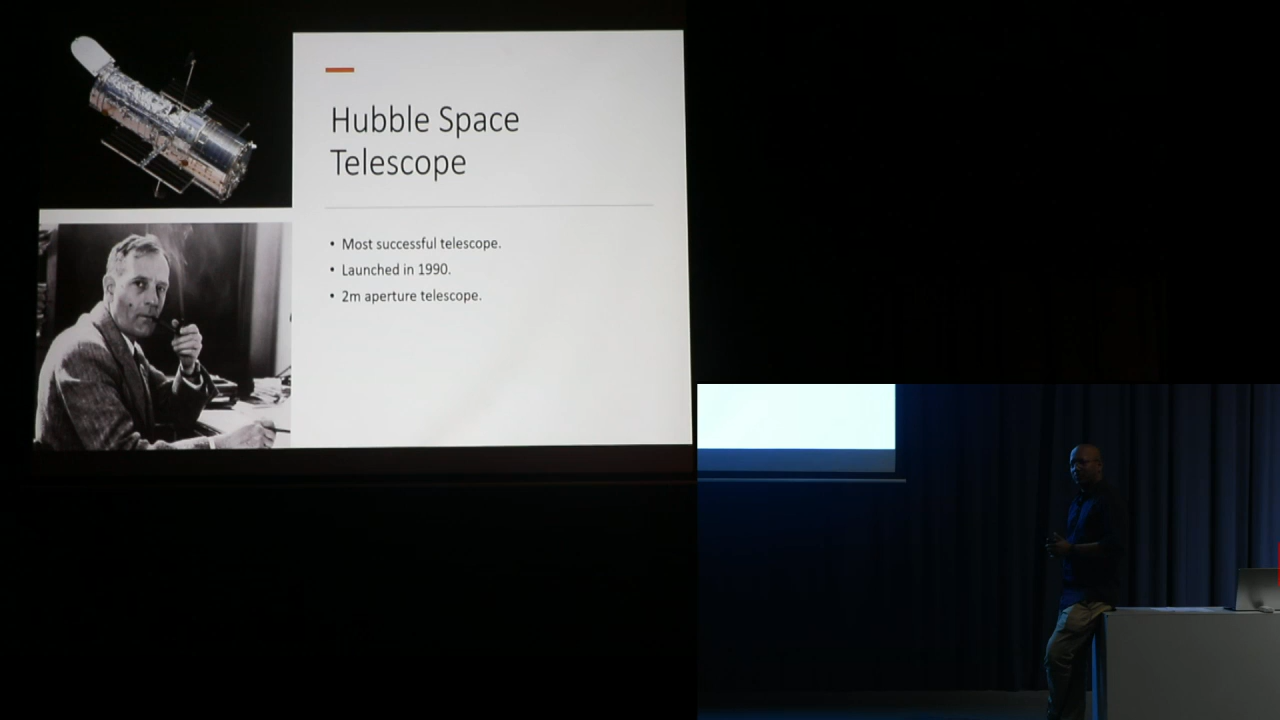 Hubble Space
Telescope
• Most successful telescope.
• Launched in 1990.
• 2m aperture telescope.